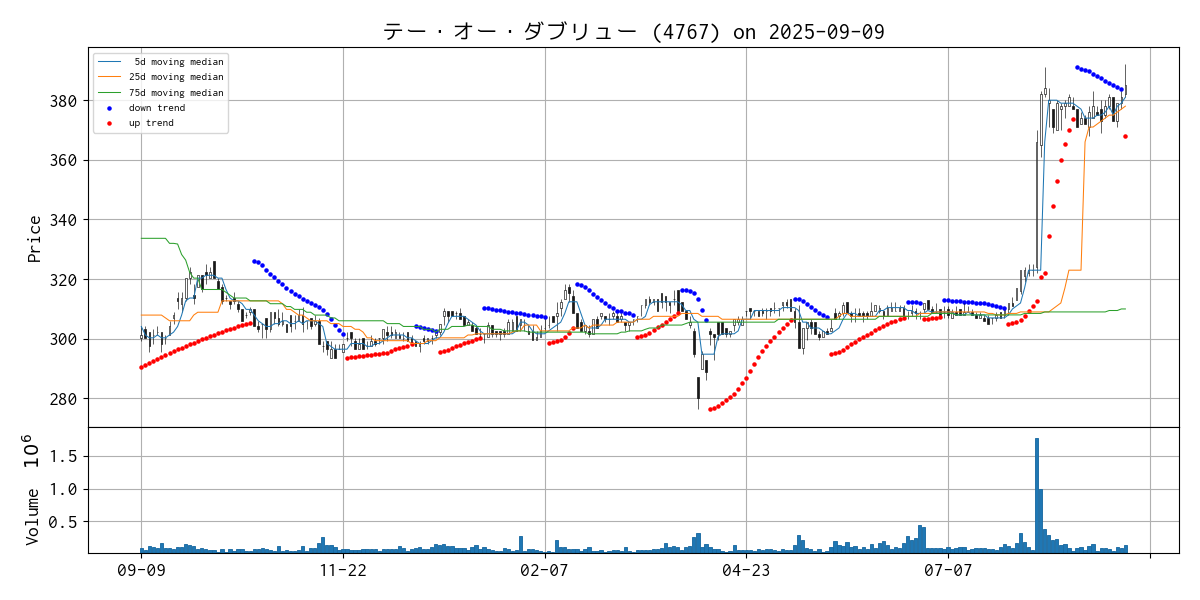 テー・オー・ダブリュー (4767) on 2025-09-09
5d moving median
25d moving median
75d moving median
down trend
up trend
Price
380
360
340
320
300
280
Volume 10^6
1.5
1.0
0.5
09-09
11-22
02-07
04-23
07-07